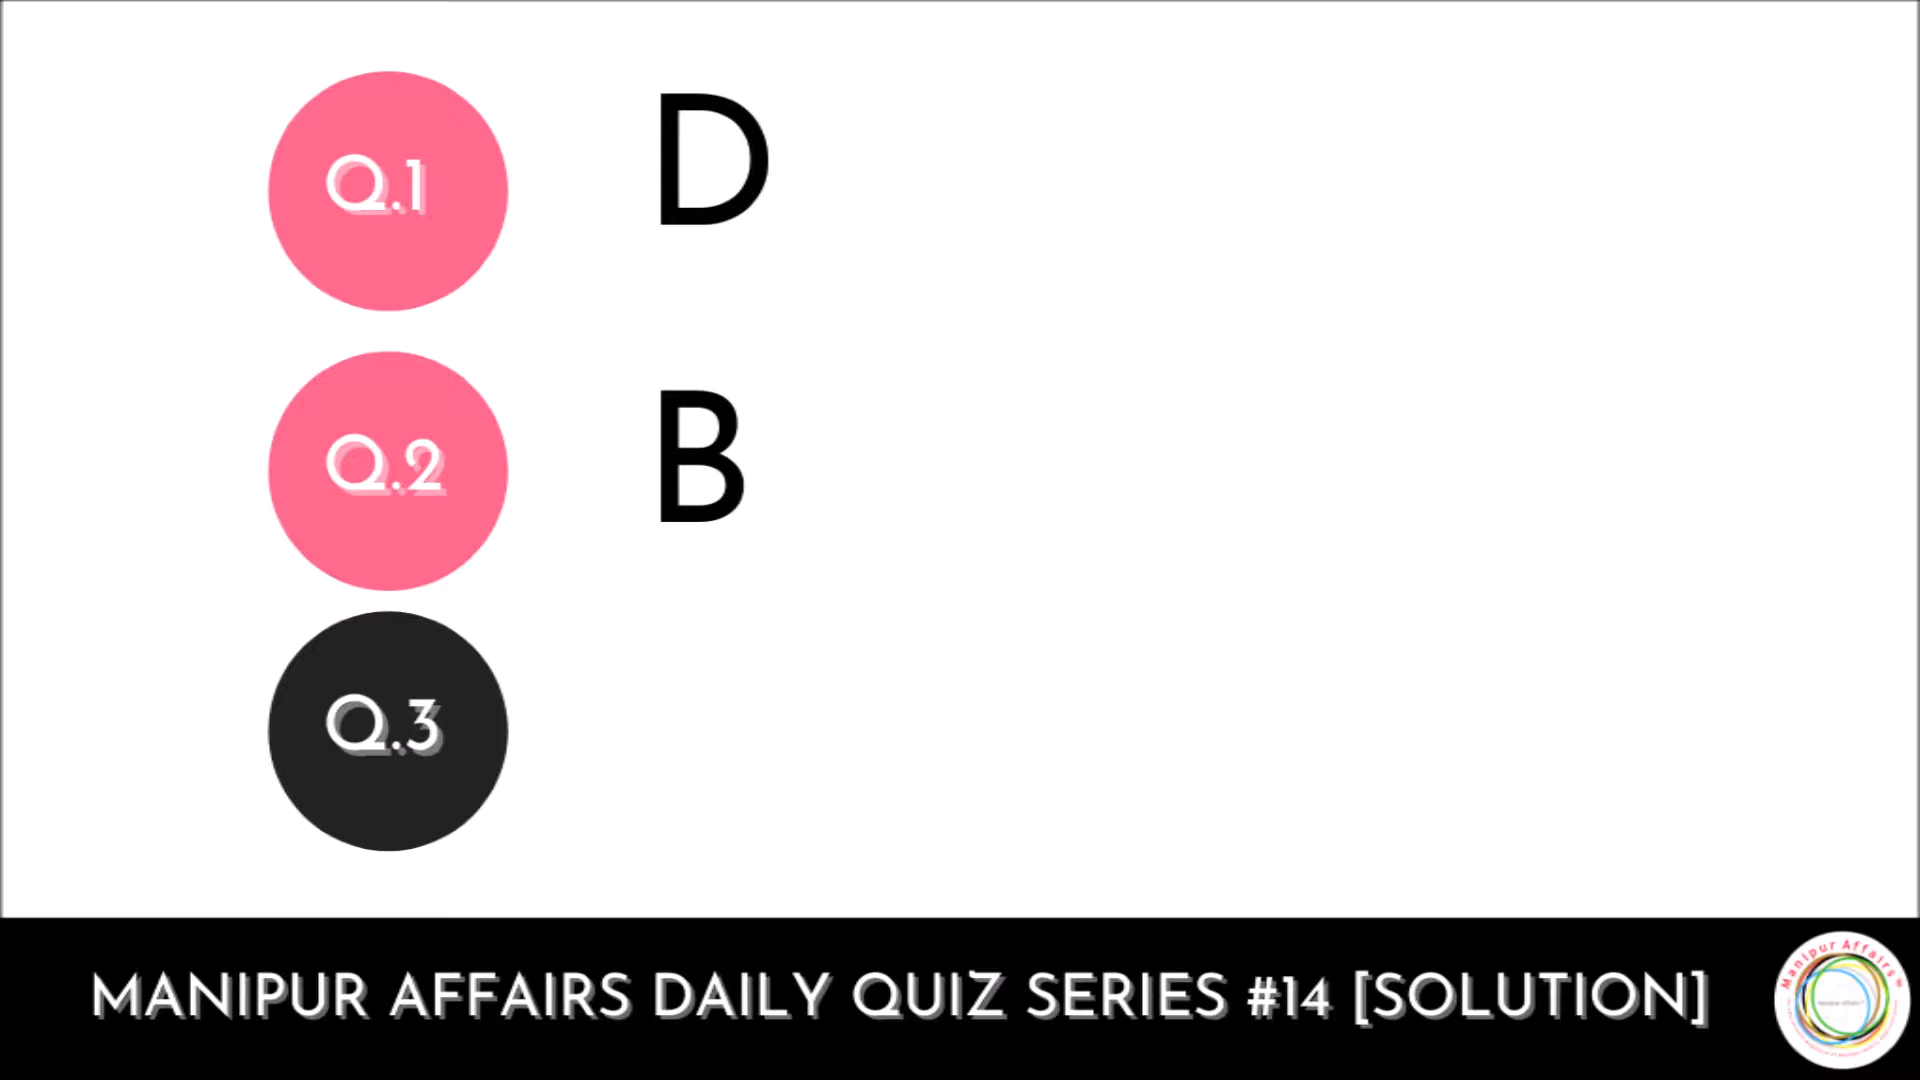 Q.1
D
Q.2
B
Q.3
MANIPUR AFFAIRS DAILY QUIZ SERIES #14 [SOLUTION]
Manipur Affairs